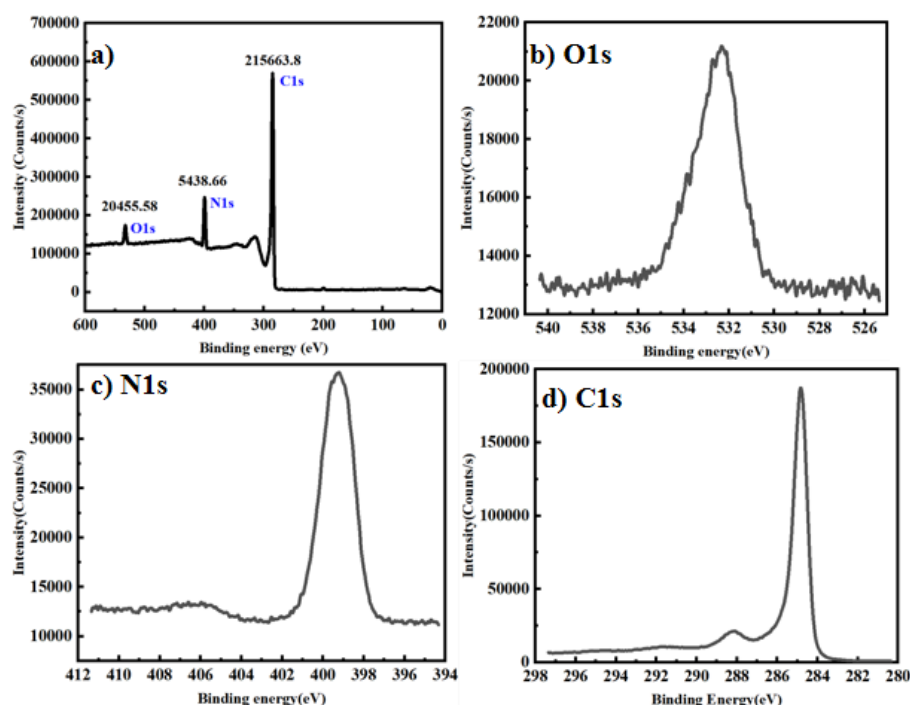 a)
700000
600000
500000
400000
300000
200000
100000
0
Intensity (Counts/s)
215663.8
C1s
5438.66
N1s
20455.58
O1s
600 500 400 300 200 100 0
Binding energy (eV)
b) O1s
22000
20000
18000
16000
14000
12000
Intensity(Counts/s)
540 538 536 534 532 530 528 526
Binding energy(eV)
c) N1s
35000
30000
25000
20000
15000
10000
Intensity(Counts/s)
412 410 408 406 404 402 400 398 396 394
Binding energy(eV)
d) C1s
200000
150000
100000
50000
0
Intensity(Counts/s)
298 296 294 292 290 288 286 284 282 280
Binding Energy(eV)